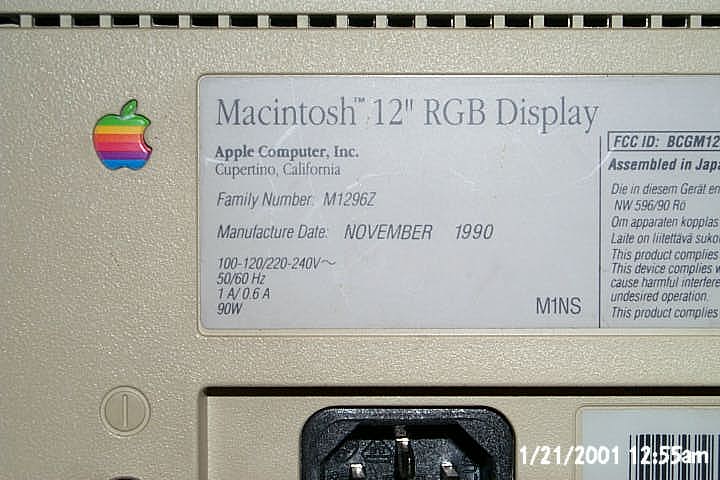 Macintosh™ 12" RGB Display
Apple Computer, Inc.
Cupertino, California
Family Number: M1296Z
Manufacture Date: NOVEMBER 1990
100-120/220-240V～
50/60 Hz
1 A/ 0.6 A
90W
M1NS
FCC ID: BCGM12
Assembled in Japa
Die in diesem Gerät en
NW 596/90 Rö
Om apparaten kopplas
Laite on liitettävä suko
This product complies
This device complies w
cause harmful interfere
undesired operation.
This product complies
1/21/2001 12:55am